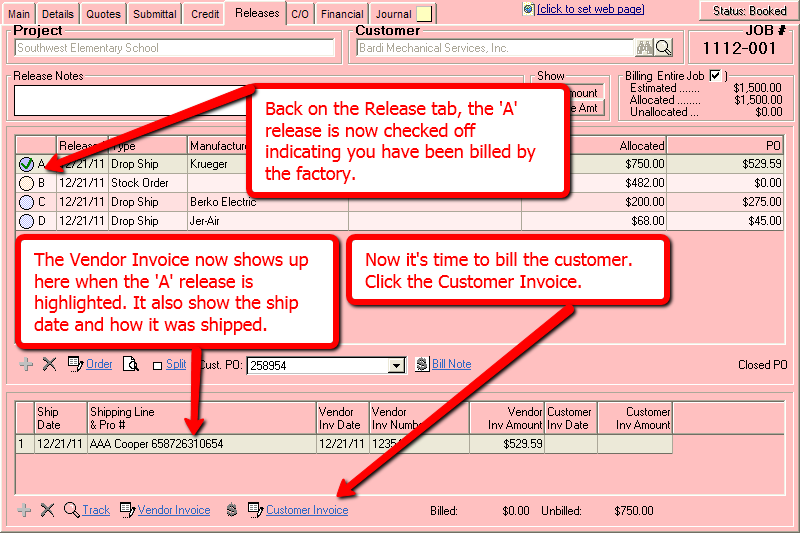 Main Details Quotes Submittal Credit Releases C/O Financial Journal [click to set web page] Status: Booked
Project Customer JOB #
Southwest Elementary School Bardi Mechanical Services, Inc. 1112-001
Release Notes Show Billing Entire Job )
Estimated ....... $1,500.00
Allocated ....... $1,500.00
Unallocated ... $0.00
Amt
Back on the Release tab, the 'A'
release is now checked off
indicating you have been billed by
the factory.
Type Allocated PO
A 12/21/11 Drop Ship Krueger $750.00 $529.59
B 12/21/11 Stock Order $482.00 $0.00
C 12/21/11 Drop Ship Berko Electric $200.00 $275.00
D 12/21/11 Drop Ship Jer-Air $68.00 $45.00
The Vendor Invoice now shows up
here when the 'A' release is
highlighted. It also show the ship
date and how it was shipped.
Now it's time to bill the customer.
Click the Customer Invoice.
Order Split Cust. PO: 258954 Bill Note Closed PO
Ship Date Shipping Line & Pro # Vendor Inv Date Vendor Inv Number Vendor Inv Amount Customer Inv Date Customer Inv Amount
1 12/21/11 AAA Cooper 658726310654 12/21/11 $529.59
Track Vendor Invoice Customer Invoice Billed: $0.00 Unbilled: $750.00